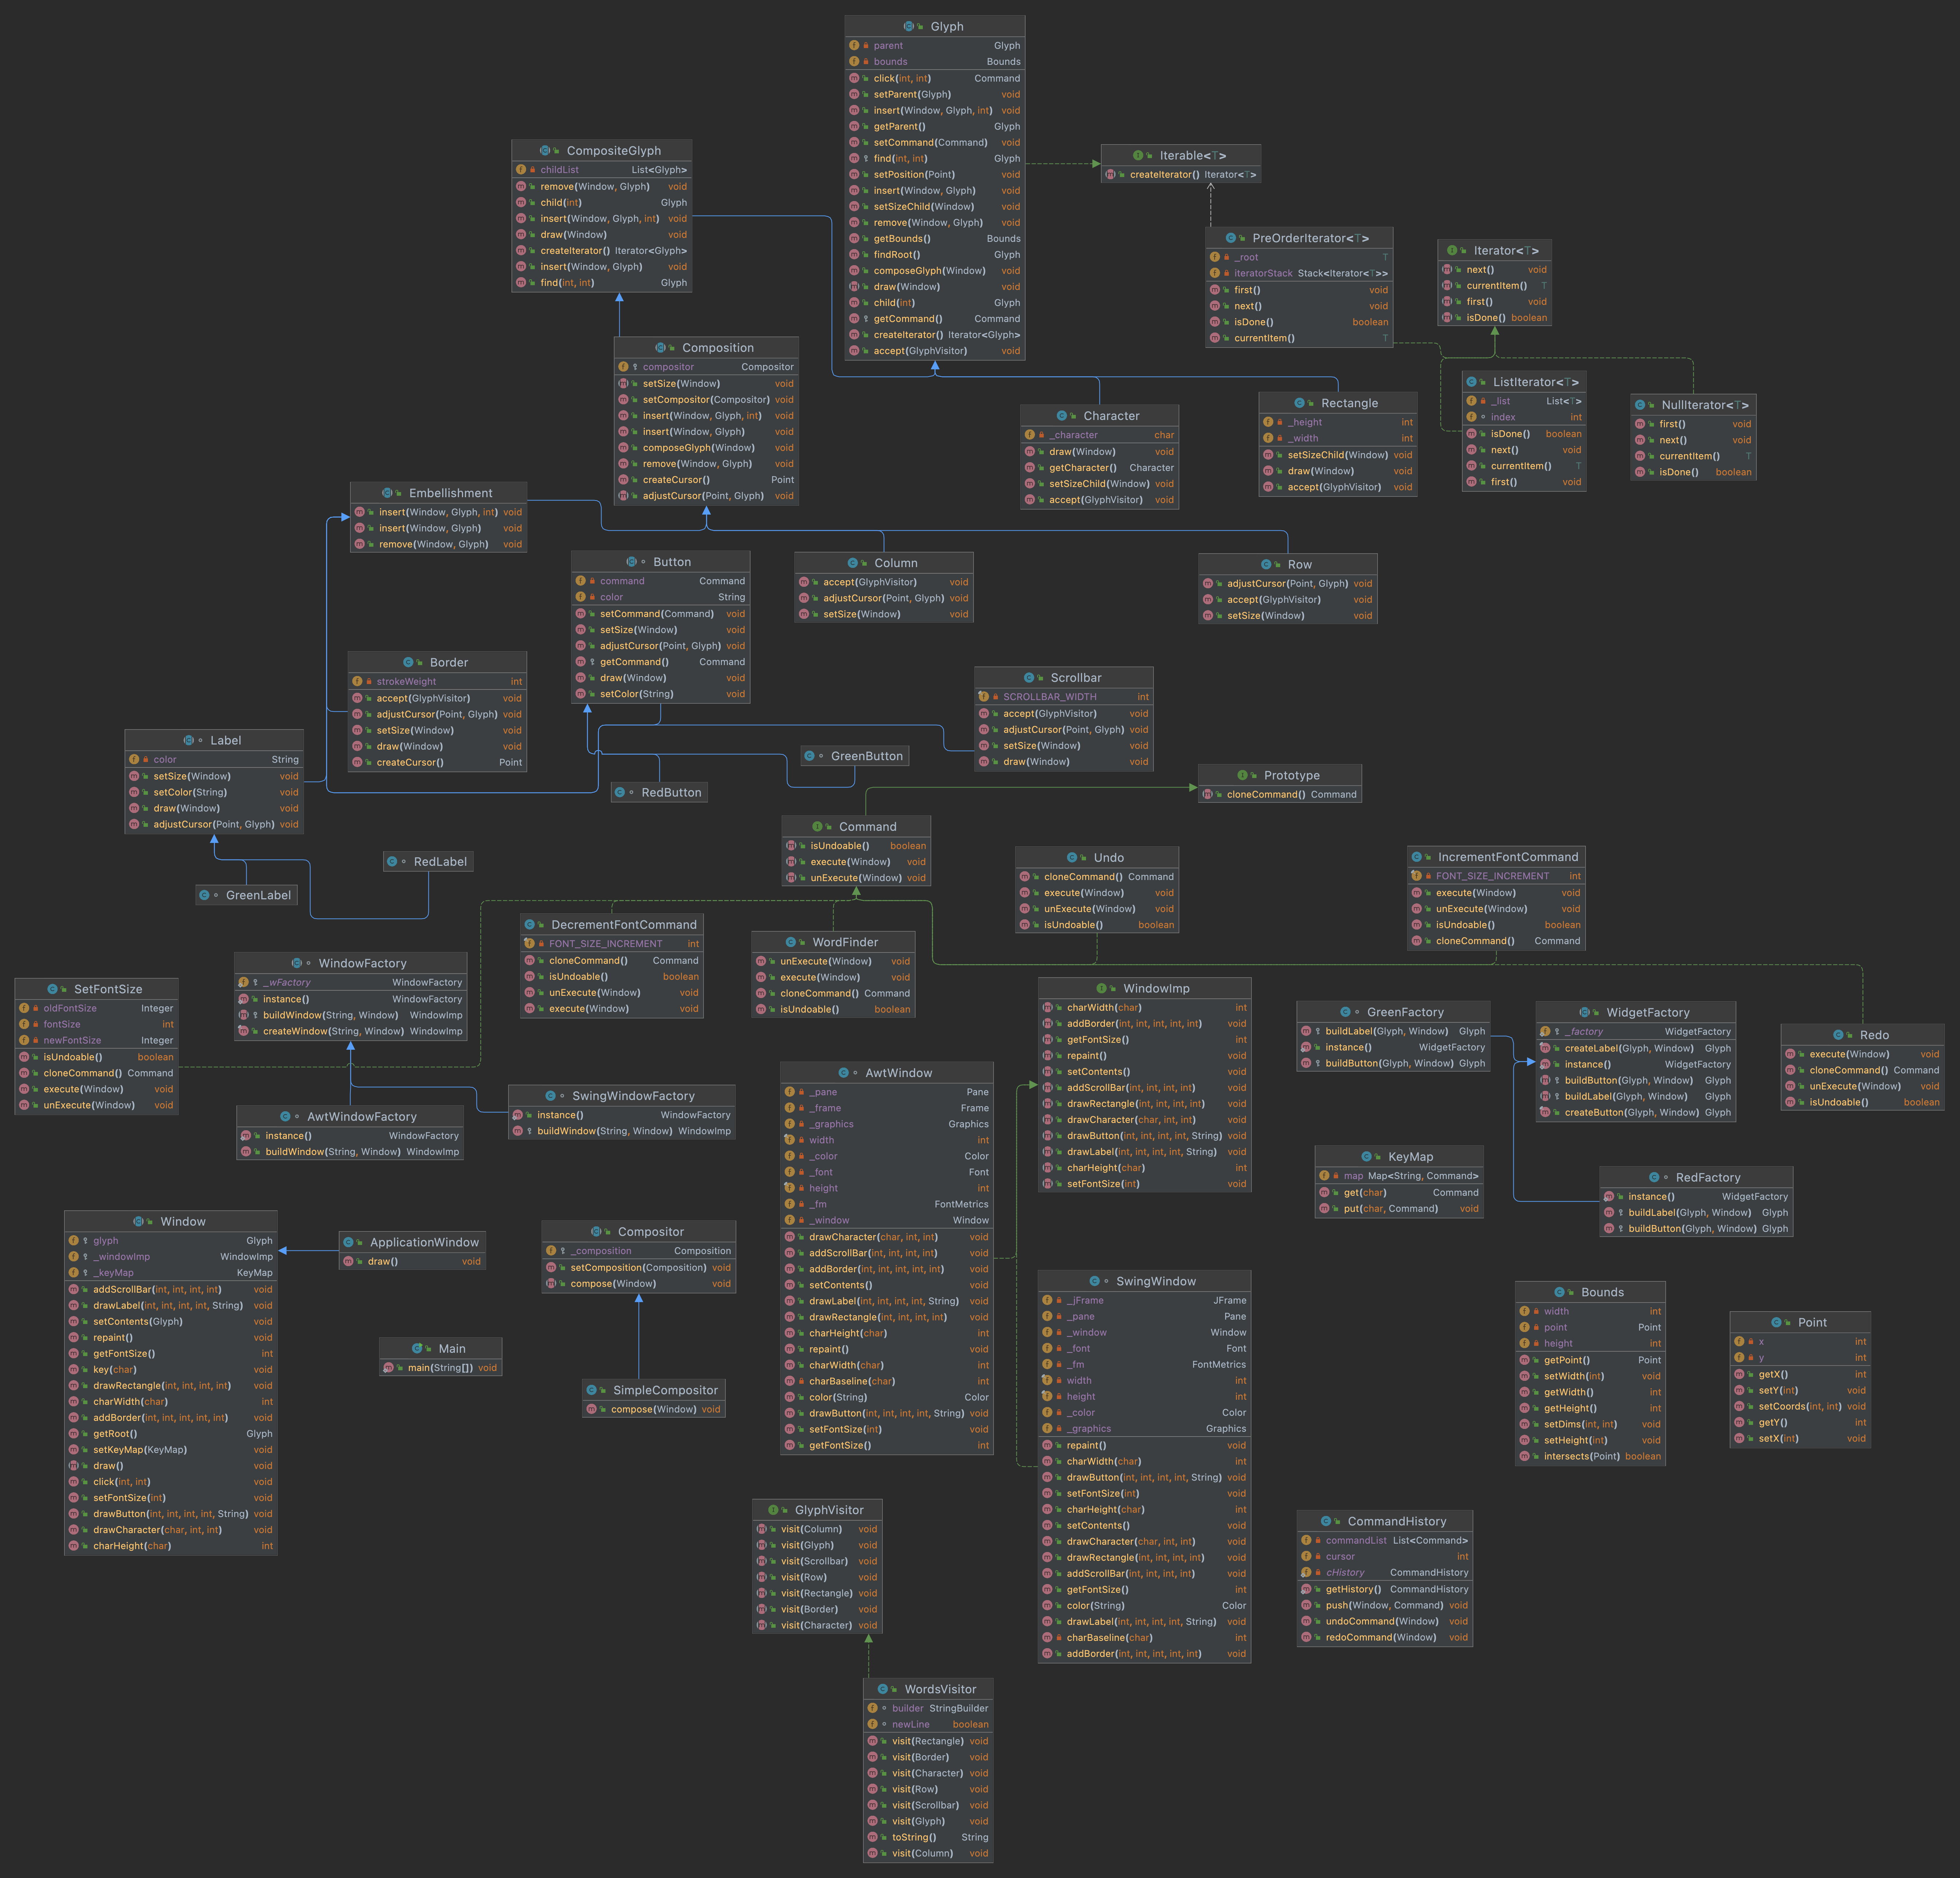 Glyph
parent Glyph
bounds Bounds
click(int, int) Command
setParent(Glyph) void
insert(Window, Glyph, int) void
getParent() Glyph
setCommand(Command) void
find(int, int) Glyph
setPosition(Point) void
insert(Window, Glyph) void
setSizeChild(Window) void
remove(Window, Glyph) void
getBounds() Bounds
findRoot() Glyph
composeGlyph(Window) void
draw(Window) void
child(int) Glyph
getCommand() Command
createIterator() Iterator<Glyph>
accept(GlyphVisitor) void
CompositeGlyph
childList List<Glyph>
remove(Window, Glyph) void
child(int) Glyph
insert(Window, Glyph, int) void
draw(Window) void
createIterator() Iterator<Glyph>
insert(Window, Glyph) void
find(int, int) Glyph
Iterable<T>
createIterator() Iterator<T>
PreOrderIterator<T>
_root T
iteratorStack Stack<Iterator<T>>
first() void
next() void
isDone() boolean
currentItem() T
Iterator<T>
next() void
currentItem() T
first() void
isDone() boolean
Composition
compositor Compositor
setSize(Window) void
setCompositor(Compositor) void
insert(Window, Glyph, int) void
insert(Window, Glyph) void
composeGlyph(Window) void
remove(Window, Glyph) void
createCursor() Point
adjustCursor(Point, Glyph) void
Character
_character char
draw(Window) void
getCharacter() Character
setSizeChild(Window) void
accept(GlyphVisitor) void
Rectangle
_height int
_width int
setSizeChild(Window) void
draw(Window) void
accept(GlyphVisitor) void
ListIterator<T>
_list List<T>
index int
isDone() boolean
next() void
currentItem() T
first() void
NullIterator<T>
first() void
next() void
currentItem() T
isDone() boolean
Embellishment
insert(Window, Glyph, int) void
insert(Window, Glyph) void
remove(Window, Glyph) void
Button
command Command
color String
setCommand(Command) void
setSize(Window) void
adjustCursor(Point, Glyph) void
getCommand() Command
draw(Window) void
setColor(String) void
Column
accept(GlyphVisitor) void
adjustCursor(Point, Glyph) void
setSize(Window) void
Row
adjustCursor(Point, Glyph) void
accept(GlyphVisitor) void
setSize(Window) void
Border
strokeWeight int
accept(GlyphVisitor) void
adjustCursor(Point, Glyph) void
setSize(Window) void
draw(Window) void
createCursor() Point
Scrollbar
SCROLLBAR_WIDTH int
accept(GlyphVisitor) void
adjustCursor(Point, Glyph) void
setSize(Window) void
draw(Window) void
Label
color String
setSize(Window) void
setColor(String) void
draw(Window) void
adjustCursor(Point, Glyph) void
GreenButton
RedButton
Prototype
cloneCommand() Command
Command
isUndoable() boolean
execute(Window) void
unExecute(Window) void
RedLabel
GreenLabel
Undo
cloneCommand() Command
execute(Window) void
unExecute(Window) void
isUndoable() boolean
IncrementFontCommand
FONT_SIZE_INCREMENT int
execute(Window) void
unExecute(Window) void
isUndoable() boolean
cloneCommand() Command
DecrementFontCommand
FONT_SIZE_INCREMENT int
cloneCommand() Command
isUndoable() boolean
unExecute(Window) void
execute(Window) void
WordFinder
unExecute(Window) void
execute(Window) void
cloneCommand() Command
isUndoable() boolean
WindowFactory
_wFactory WindowFactory
instance() WindowFactory
buildWindow(String, Window) WindowImp
createWindow(String, Window) WindowImp
SetFontSize
oldFontSize Integer
fontSize int
newFontSize Integer
isUndoable() boolean
cloneCommand() Command
execute(Window) void
unExecute(Window) void
WindowImp
charWidth(char) int
addBorder(int, int, int, int, int) void
getFontSize() int
repaint() void
setContents() void
addScrollBar(int, int, int, int) void
drawRectangle(int, int, int, int) void
drawCharacter(char, int, int) void
drawButton(int, int, int, int, String) void
drawLabel(int, int, int, int, String) void
charHeight(char) int
setFontSize(int) void
GreenFactory
buildLabel(Glyph, Window) Glyph
instance() WidgetFactory
buildButton(Glyph, Window) Glyph
WidgetFactory
_factory WidgetFactory
createLabel(Glyph, Window) Glyph
instance() WidgetFactory
buildButton(Glyph, Window) Glyph
buildLabel(Glyph, Window) Glyph
createButton(Glyph, Window) Glyph
Redo
execute(Window) void
cloneCommand() Command
unExecute(Window) void
isUndoable() boolean
AwtWindowFactory
instance() WindowFactory
buildWindow(String, Window) WindowImp
SwingWindowFactory
instance() WindowFactory
buildWindow(String, Window) WindowImp
AwtWindow
_pane Pane
_frame Frame
_graphics Graphics
width int
_color Color
_font Font
height int
_fm FontMetrics
_window Window
drawCharacter(char, int, int) void
addScrollBar(int, int, int, int) void
addBorder(int, int, int, int, int) void
setContents() void
drawLabel(int, int, int, int, String) void
drawRectangle(int, int, int, int) void
charHeight(char) int
repaint() void
charWidth(char) int
charBaseline(char) int
color(String) Color
drawButton(int, int, int, int, String) void
setFontSize(int) void
getFontSize() int
KeyMap
map Map<String, Command>
get(char) Command
put(char, Command) void
RedFactory
instance() WidgetFactory
buildLabel(Glyph, Window) Glyph
buildButton(Glyph, Window) Glyph
Window
glyph Glyph
_windowImp WindowImp
_keyMap KeyMap
addScrollBar(int, int, int, int) void
drawLabel(int, int, int, int, String) void
setContents(Glyph) void
repaint() void
getFontSize() int
key(char) void
drawRectangle(int, int, int, int) void
charWidth(char) int
addBorder(int, int, int, int, int) void
getRoot() Glyph
setKeyMap(KeyMap) void
draw() void
click(int, int) void
setFontSize(int) void
drawButton(int, int, int, int, String) void
drawCharacter(char, int, int) void
charHeight(char) int
ApplicationWindow
draw() void
Compositor
_composition Composition
setComposition(Composition) void
compose(Window) void
Main
main(String[]) void
SimpleCompositor
compose(Window) void
SwingWindow
_jFrame JFrame
_pane Pane
_window Window
_font Font
_fm FontMetrics
width int
height int
_color Color
_graphics Graphics
repaint() void
charWidth(char) int
drawButton(int, int, int, int, String) void
setFontSize(int) void
charHeight(char) int
setContents() void
drawCharacter(char, int, int) void
drawRectangle(int, int, int, int) void
addScrollBar(int, int, int, int) void
getFontSize() int
color(String) Color
drawLabel(int, int, int, int, String) void
charBaseline(char) int
addBorder(int, int, int, int, int) void
Bounds
width int
point Point
height int
getPoint() Point
setWidth(int) void
getWidth() int
getHeight() int
setDims(int, int) void
setHeight(int) void
intersects(Point) boolean
Point
x int
y int
getX() int
setY(int) void
setCoords(int, int) void
getY() int
setX(int) void
GlyphVisitor
visit(Column) void
visit(Glyph) void
visit(Scrollbar) void
visit(Row) void
visit(Rectangle) void
visit(Border) void
visit(Character) void
CommandHistory
commandList List<Command>
cursor int
cHistory CommandHistory
getHistory() CommandHistory
push(Window, Command) void
undoCommand(Window) void
redoCommand(Window) void
WordsVisitor
builder StringBuilder
newLine boolean
visit(Rectangle) void
visit(Border) void
visit(Character) void
visit(Row) void
visit(Scrollbar) void
visit(Glyph) void
toString() String
visit(Column) void